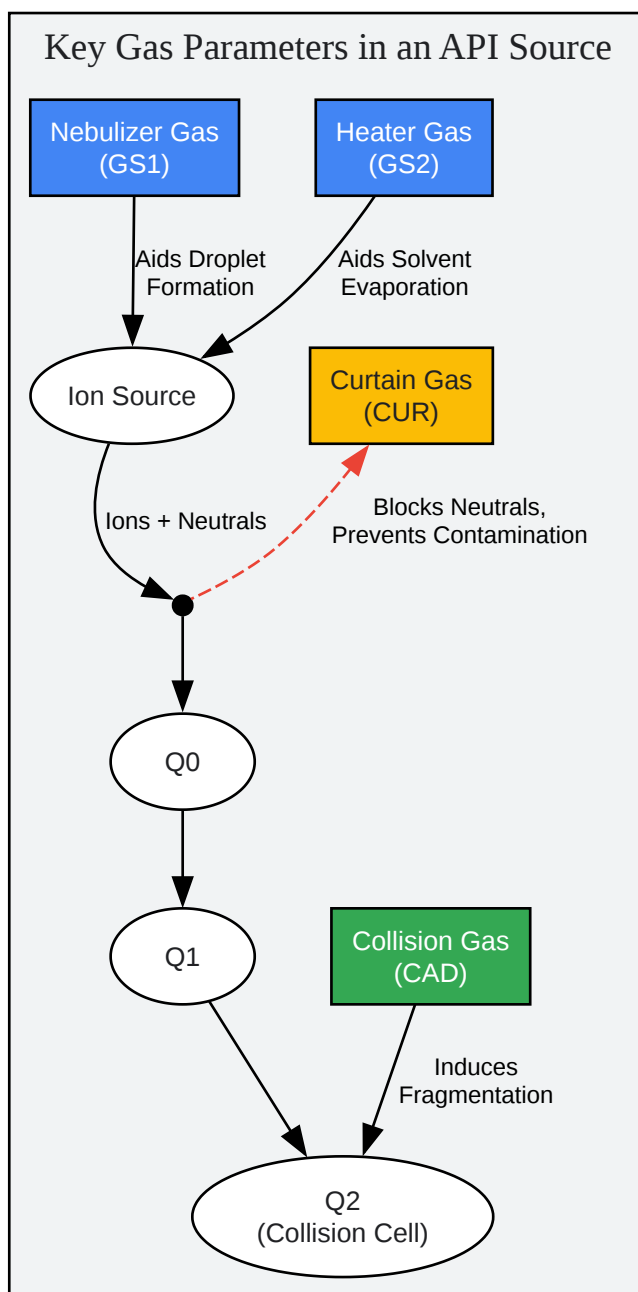 Key Gas Parameters in an API Source
Nebulizer Gas
(GS1)
Heater Gas
(GS2)
Aids Droplet
Formation
Aids Solvent
Evaporation
Ion Source
Curtain Gas
(CUR)
Ions + Neutrals
Blocks Neutrals,
Prevents Contamination
Q0
Q1
Collision Gas
(CAD)
Induces
Fragmentation
Q2
(Collision Cell)